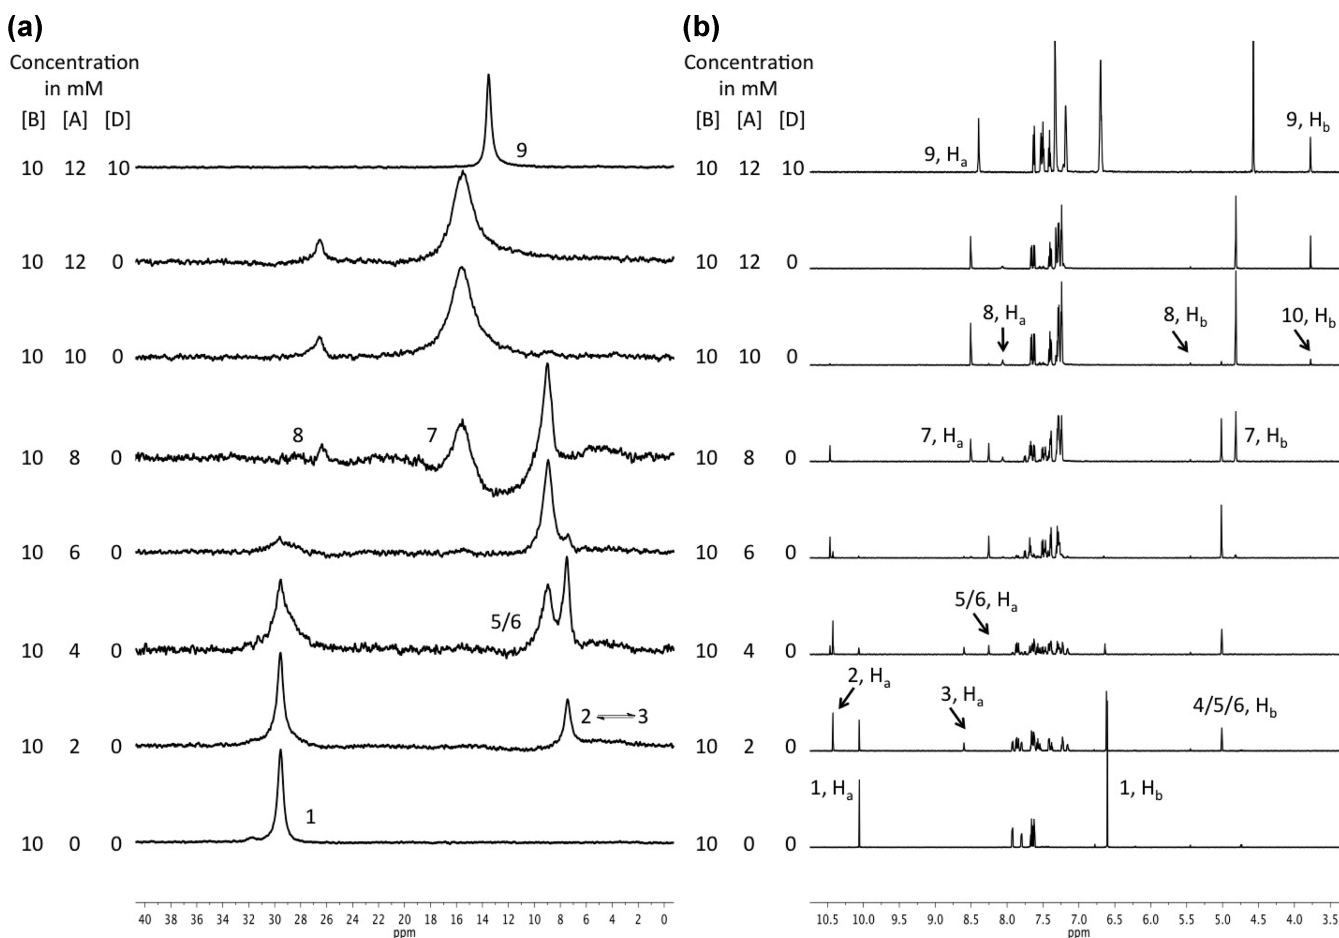 (a)
Concentration
in mM
[B] [A] [D]
10 12 10
9
10 12 0
10 10 0
8 7
10 8 0
10 6 0
5/6
10 4 0
2 ⇌ 3
10 2 0
1
10 0 0
40 38 36 34 32 30 28 26 24 22 20 18 16 14 12 10 8 6 4 2 0
ppm
(b)
Concentration
in mM
[B] [A] [D]
9, Hb
9, Ha
10 12 10
10 12 0
8, Ha 8, Hb 10, Hb
10 10 0
7, Ha 7, Hb
10 8 0
10 6 0
5/6, Ha
10 4 0
2, Ha
3, Ha 4/5/6, Hb
10 2 0
1, Ha 1, Hb
10 0 0
10.5 9.5 9.0 8.5 8.0 7.5 7.0 6.5 6.0 5.5 5.0 4.5 4.0 3.5
ppm